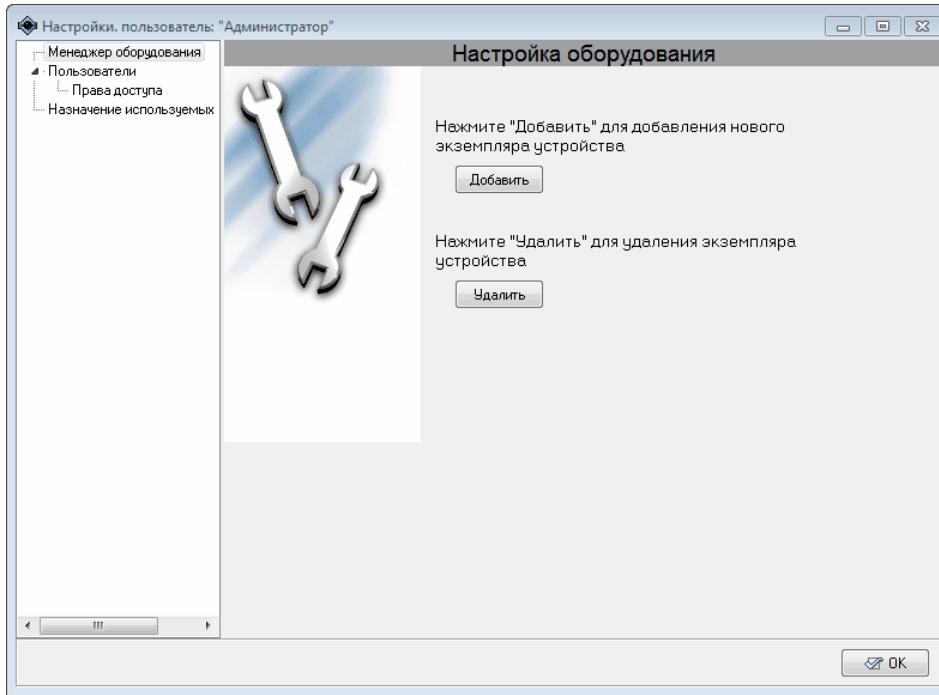 Настройки. пользователь: "Администратор"
Менеджер оборудования
Пользователи
Права доступа
Назначение используемых
Настройка оборудования
Нажмите "Добавить" для добавления нового
экземпляра устройства
Добавить
Нажмите "Удалить" для удаления экземпляра
устройства
Удалить
OK